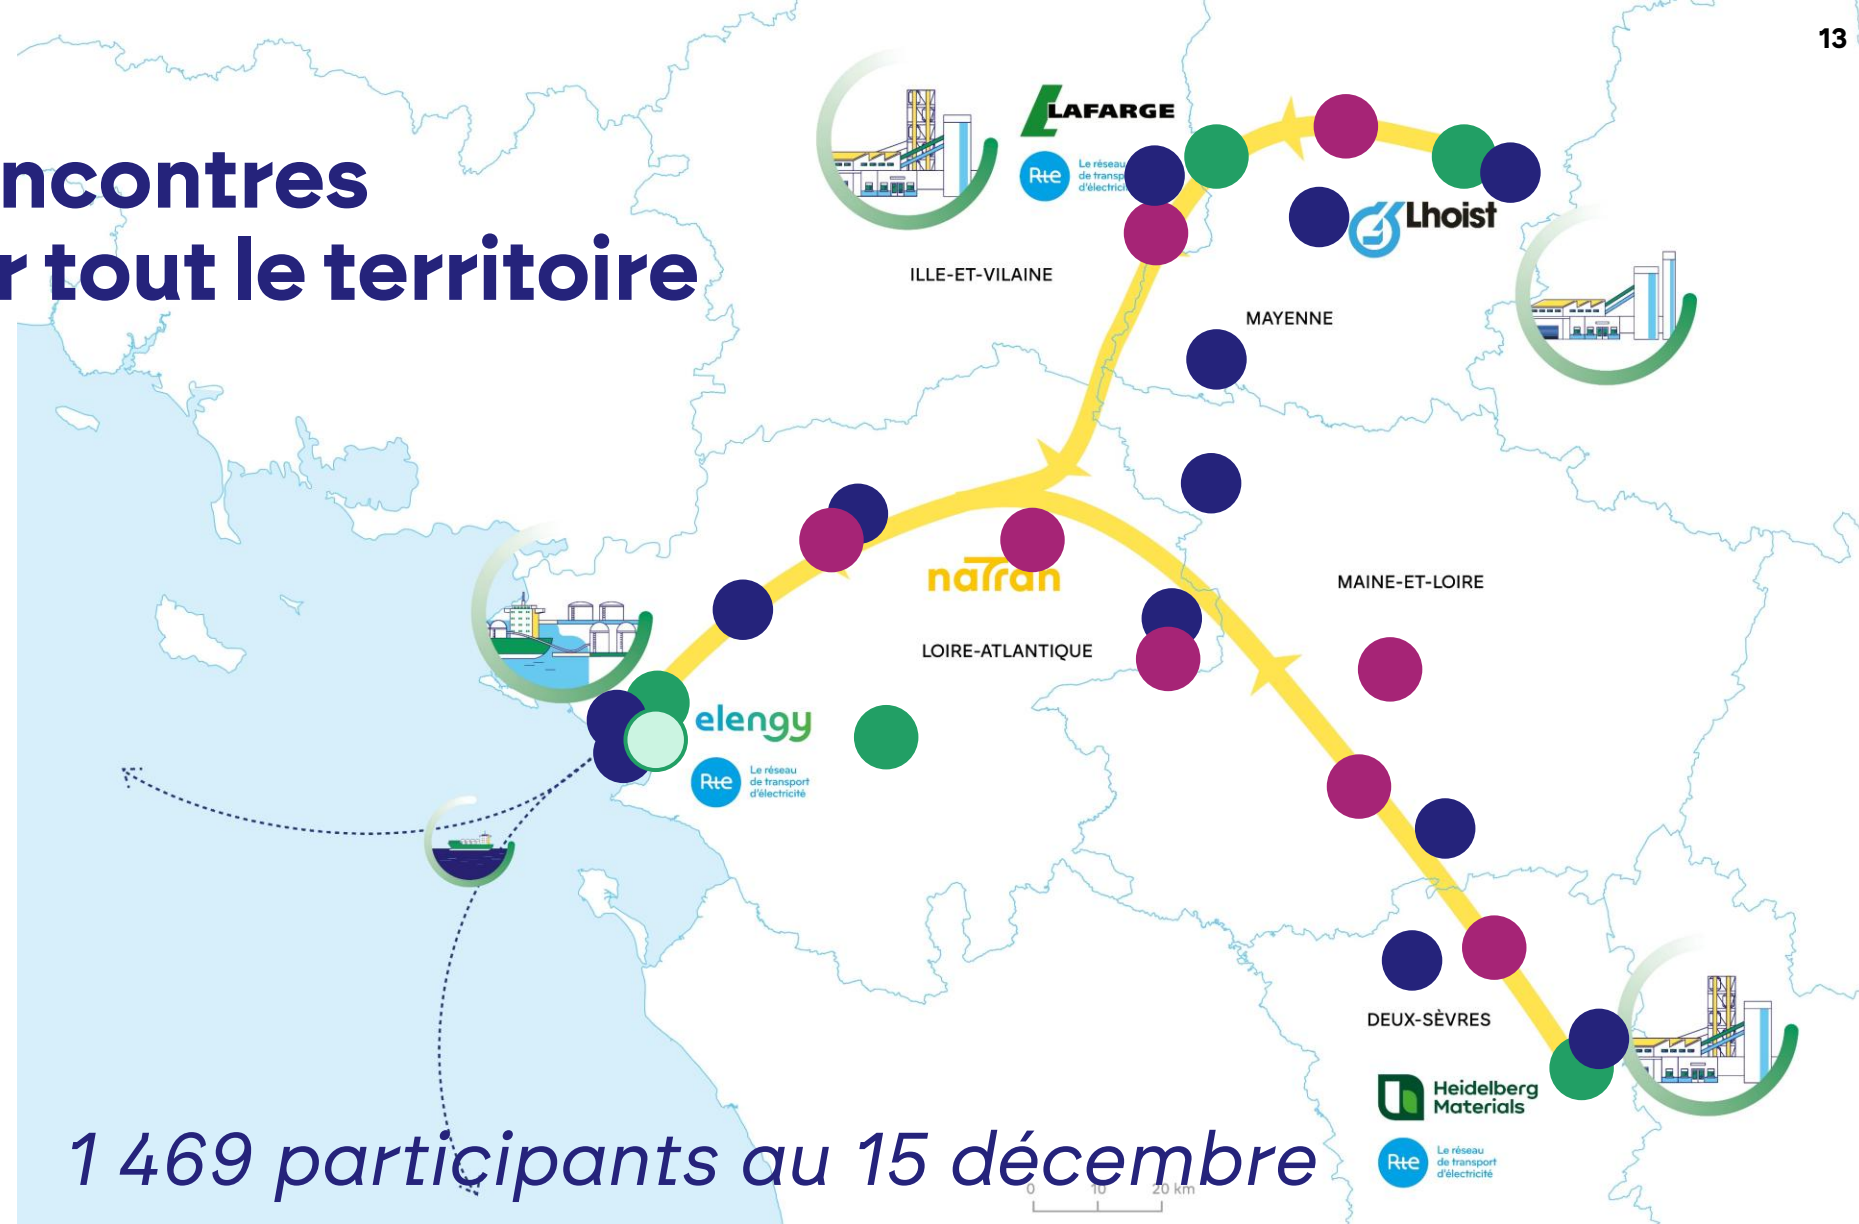 13
ncontres
r tout le territoire
LAFARGE
Rte
Le réseau
de transp
d'électrici
Lhoist
ILLE-ET-VILAINE
MAYENNE
natran
MAINE-ET-LOIRE
LOIRE-ATLANTIQUE
elengy
Rte
Le réseau
de transport
d'électricité
DEUX-SÈVRES
Heidelberg
Materials
Rte
Le réseau
de transport
d'électricité
1 469 participants au 15 décembre
0 10 20 km